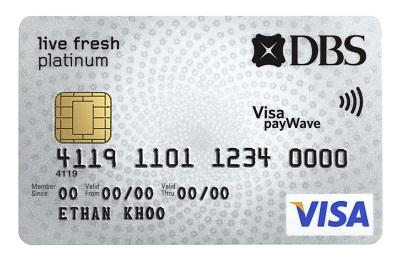 live fresh
platinum
DBS
Visa
payWave
4119 1101 1234 0000
4119
Member Since 00 Valid From 00/00 Valid Thru 00/00
ETHAN KHOO
VISA